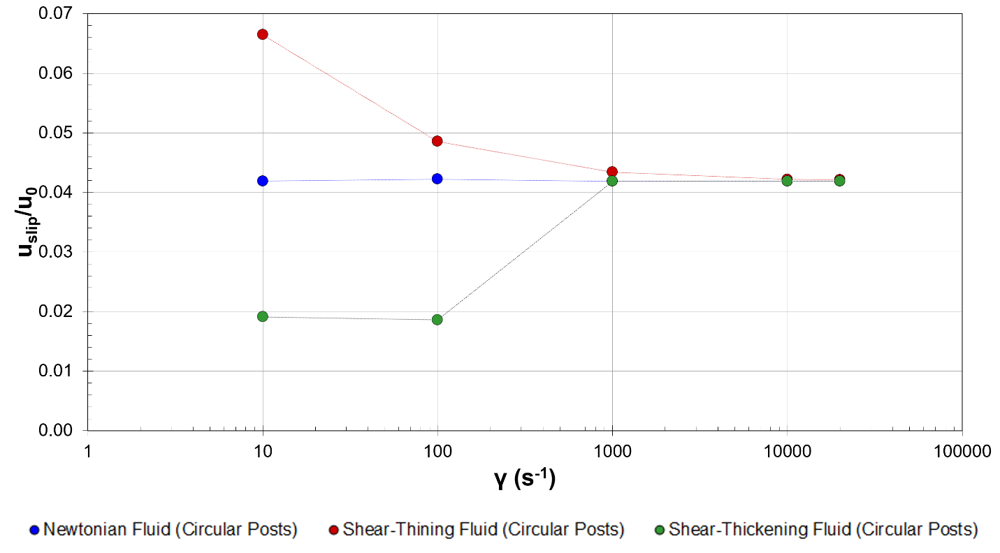 0.07
0.06
0.05
0.04
0.03
0.02
0.01
0.00
uslip/u0
1 10 100 1000 10000 100000
γ (s-1)
Newtonian Fluid (Circular Posts) Shear-Thining Fluid (Circular Posts) Shear-Thickening Fluid (Circular Posts)